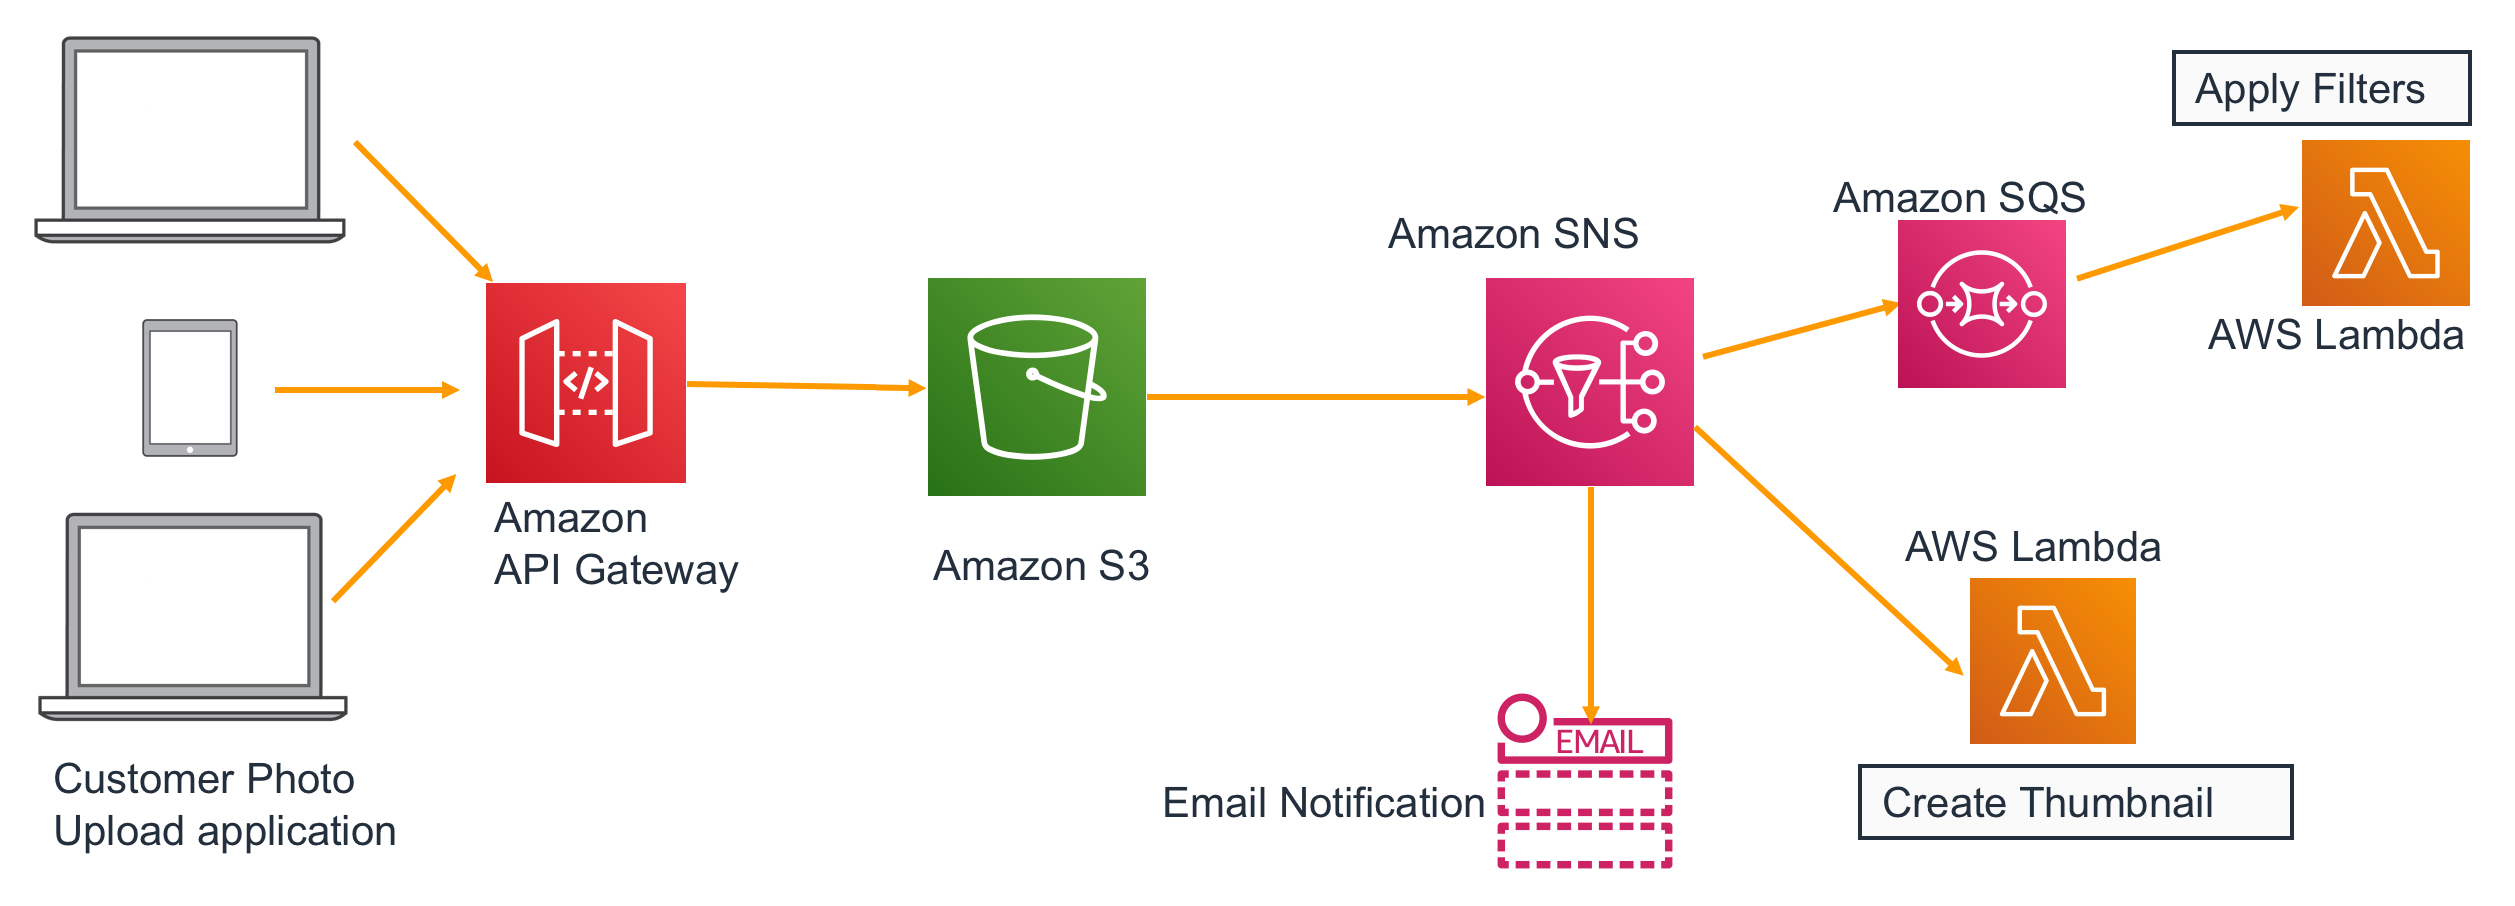 Apply Filters
Amazon SQS
Amazon SNS
AWS Lambda
Amazon
API Gateway
Amazon S3
AWS Lambda
EMAIL
Customer Photo
Upload application
Email Notification
Create Thumbnail